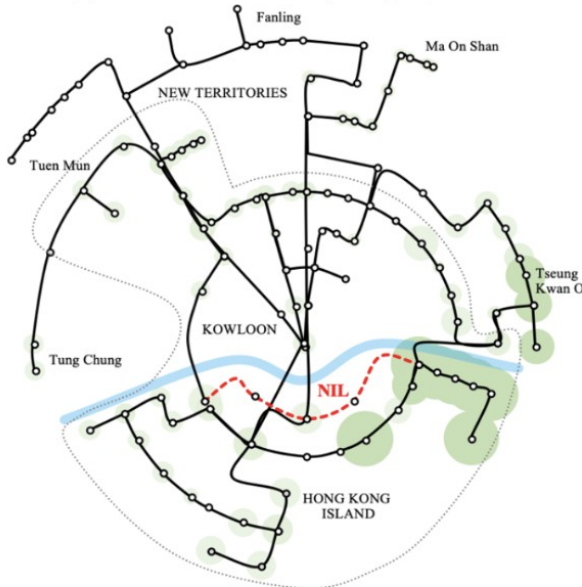 Fanling
Ma On Shan
NEW TERRITORIES
Tuen Mun
Tseung
Kwan O
KOWLOON
Tung Chung
NIL
HONG KONG
ISLAND